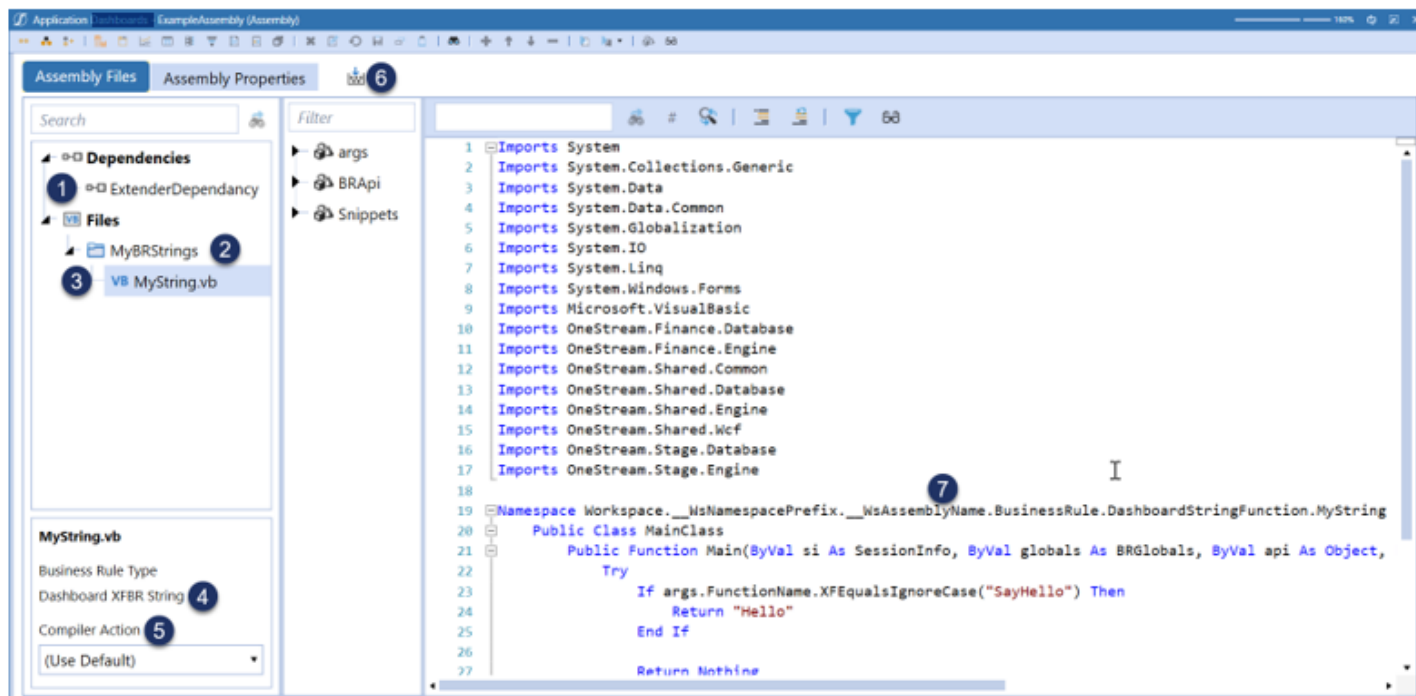 Application Dashboards - ExampleAssembly (Assembly)
160%
Assembly Files
Assembly Properties
6
Search
Dependencies
1
ExtenderDependancy
Files
MyBRStrings
2
3
VB MyString.vb
MyString.vb
Business Rule Type
Dashboard XFBR String
4
Compiler Action
5
(Use Default)
Filter
args
BRApi
Snippets
#
1 Imports System
2 Imports System.Collections.Generic
3 Imports System.Data
4 Imports System.Data.Common
5 Imports System.Globalization
6 Imports System.IO
7 Imports System.Linq
8 Imports System.Windows.Forms
9 Imports Microsoft.VisualBasic
10 Imports OneStream.Finance.Database
11 Imports OneStream.Finance.Engine
12 Imports OneStream.Shared.Common
13 Imports OneStream.Shared.Database
14 Imports OneStream.Shared.Engine
15 Imports OneStream.Shared.Wcf
16 Imports OneStream.Stage.Database
17 Imports OneStream.Stage.Engine
18
7
19 Namespace Workspace.__WsNamespacePrefix.__WsAssemblyName.BusinessRule.DashboardStringFunction.MyString
20 Public Class MainClass
21 Public Function Main(ByVal si As SessionInfo, ByVal globals As BRGlobals, ByVal api As Object,
22 Try
23 If args.FunctionName.XFEqualsIgnoreCase("SayHello") Then
24 Return "Hello"
25 End If
26
27 Return Nothing